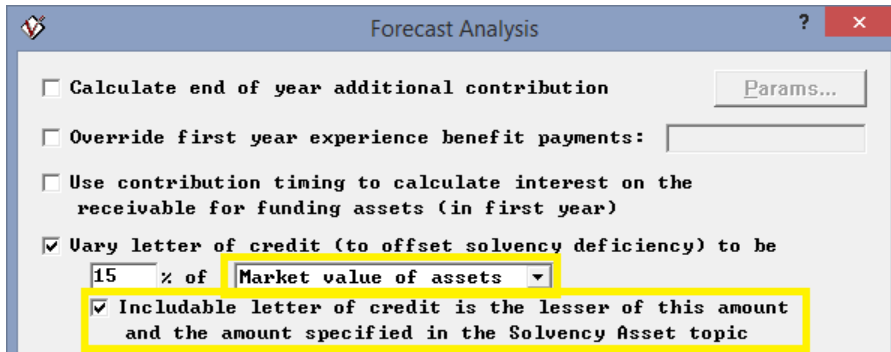 Forecast Analysis ? ×
Calculate end of year additional contribution Params...
Override first year experience benefit payments:
Use contribution timing to calculate interest on the
receivable for funding assets (in first year)
Vary letter of credit (to offset solvency deficiency) to be
15 % of Market value of assets
Includable letter of credit is the lesser of this amount
and the amount specified in the Solvency Asset topic